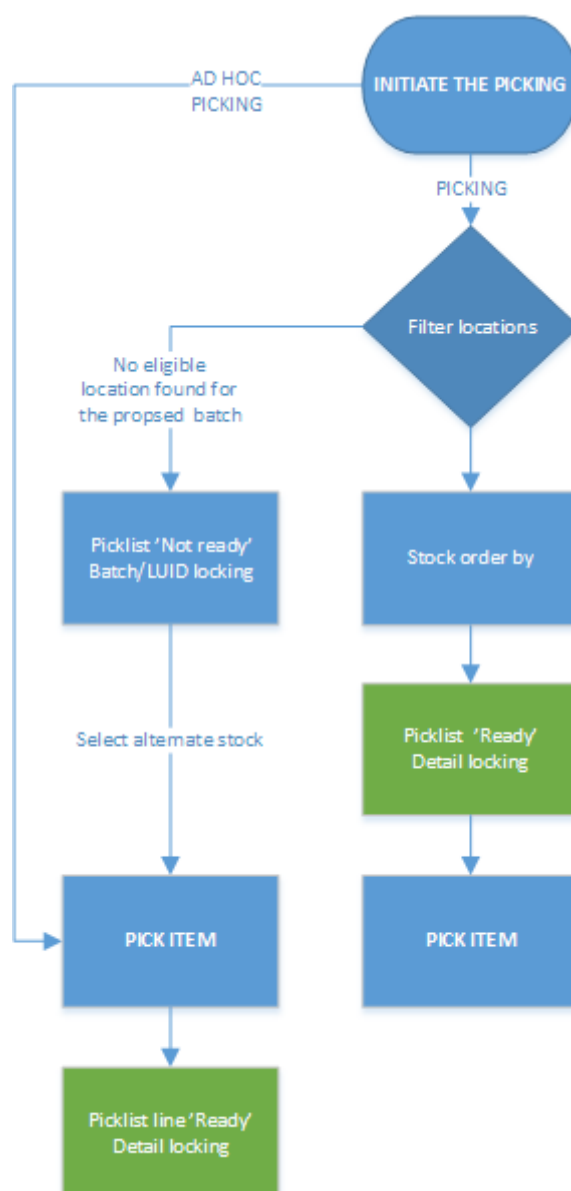 AD HOC
PICKING
INITIATE THE PICKING
PICKING
Filter locations
No eligible
location found for
the propsed batch
Picklist 'Not ready'
Batch/LUID locking
Stock order by
Select alternate stock
Picklist 'Ready'
Detail locking
PICK ITEM
PICK ITEM
Picklist line 'Ready'
Detail locking